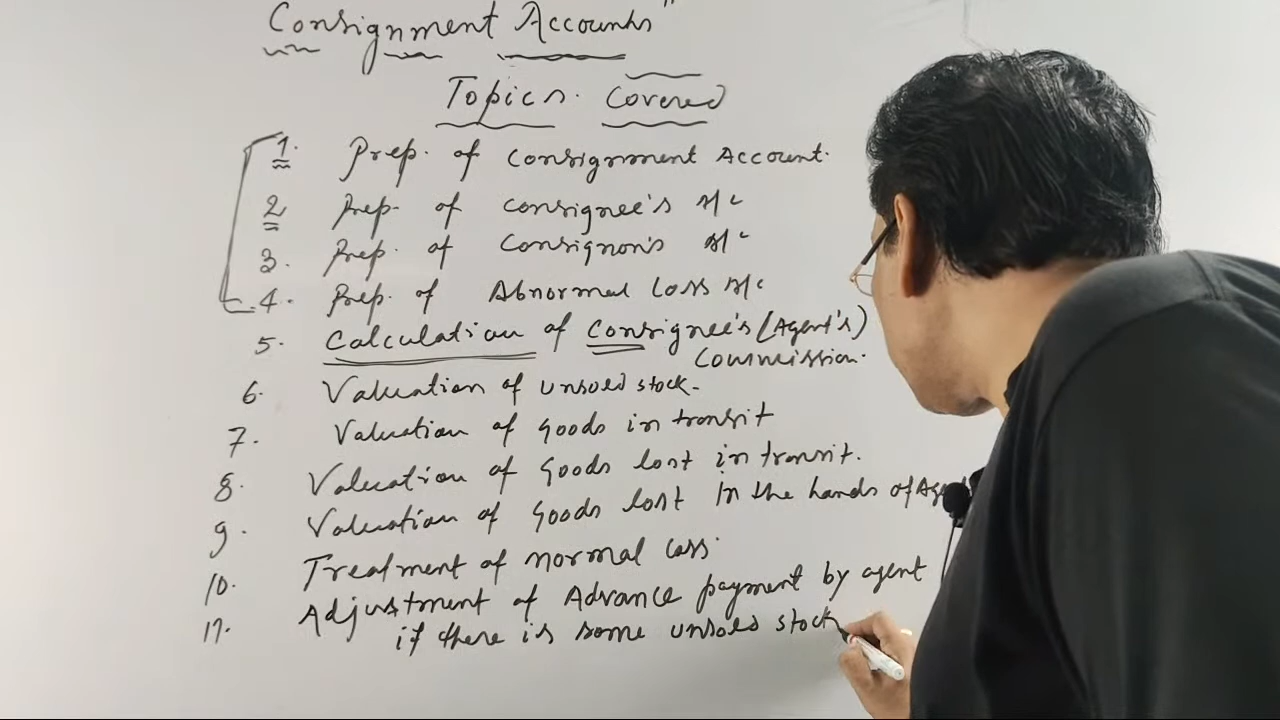 Consignment Accounts"
Topics Covered
1. Prep. of Consignment Account.
2 Prep. of Consignee's A/c
3. Prep. of Consignor's A/c
4. Prep. of Abnormal Loss A/c
5. Calculation of Consignee's (Agent's)
Commission.
6. Valuation of unsold stock.
7. Valuation of Goods in transit
8. Valuation of Goods lost in transit.
9. Valuation of Goods lost in the hands of
10. Treatment of normal loss.
11. Adjustment of Advance payment by agent
if there is some unsold stock